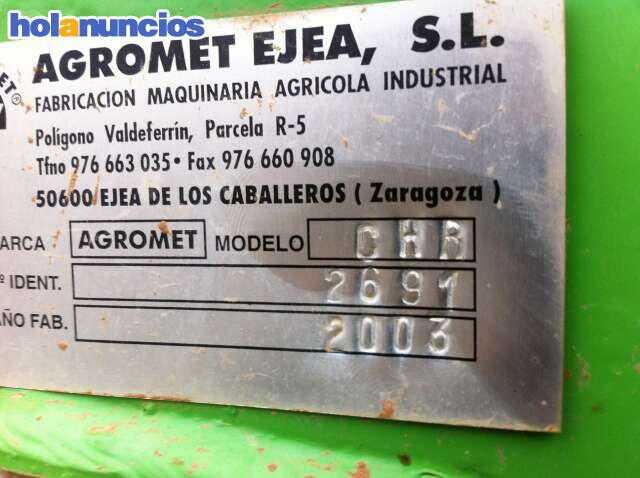 holanuncios
AGROMET EJEA, S.L.
FABRICACION MAQUINARIA AGRICOLA INDUSTRIAL
Polígono Valdeferrín, Parcela R-5
Tfno 976 663 035 • Fax 976 660 908
50600 EJEA DE LOS CABALLEROS ( Zaragoza )
ARCA AGROMET MODELO CHR
º IDENT. 2691
AÑO FAB. 2003